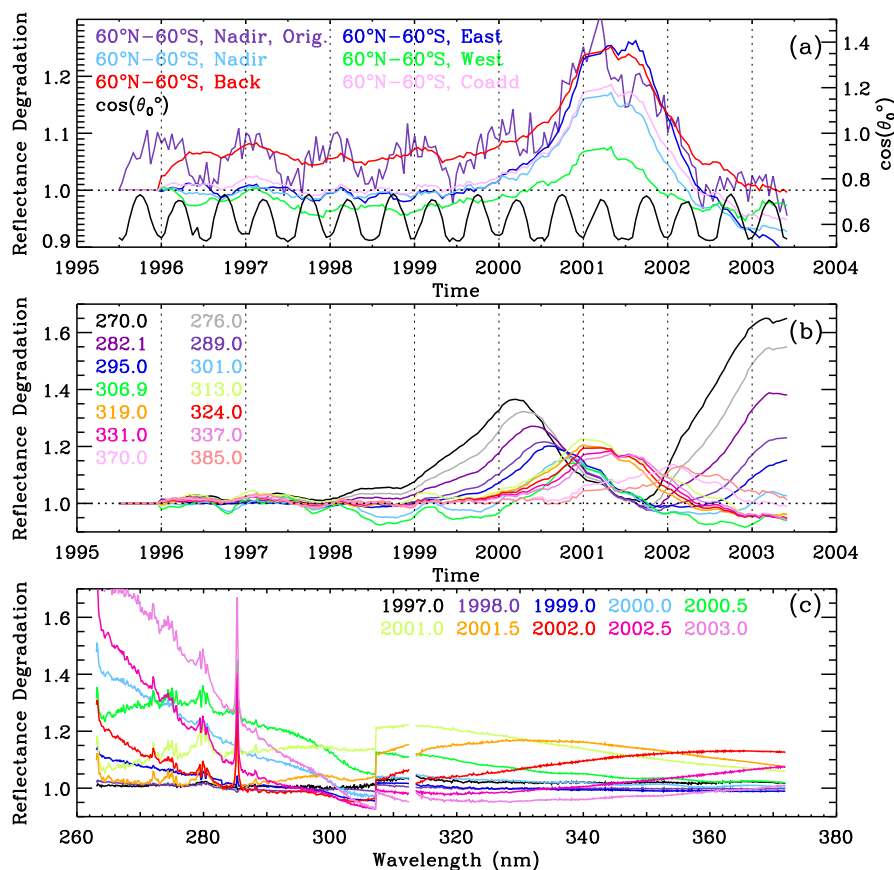 60°N−60°S, Nadir, Orig. 60°N−60°S, East (a)
60°N−60°S, Nadir 60°N−60°S, West
60°N−60°S, Back 60°N−60°S, Coadd
cos(θ₀°)
Reflectance Degradation
1.2
1.1
1.0
0.9
1.4
1.2
1.0
0.8
0.6
cos(θ₀°)
1995 1996 1997 1998 1999 2000 2001 2002 2003 2004
Time
270.0 276.0 (b)
282.1 289.0
295.0 301.0
306.9 313.0
319.0 324.0
331.0 337.0
370.0 385.0
Reflectance Degradation
1.6
1.4
1.2
1.0
1995 1996 1997 1998 1999 2000 2001 2002 2003 2004
Time
1997.0 1998.0 1999.0 2000.0 2000.5 (c)
2001.0 2001.5 2002.0 2002.5 2003.0
Reflectance Degradation
1.6
1.4
1.2
1.0
260 280 300 320 340 360 380
Wavelength (nm)